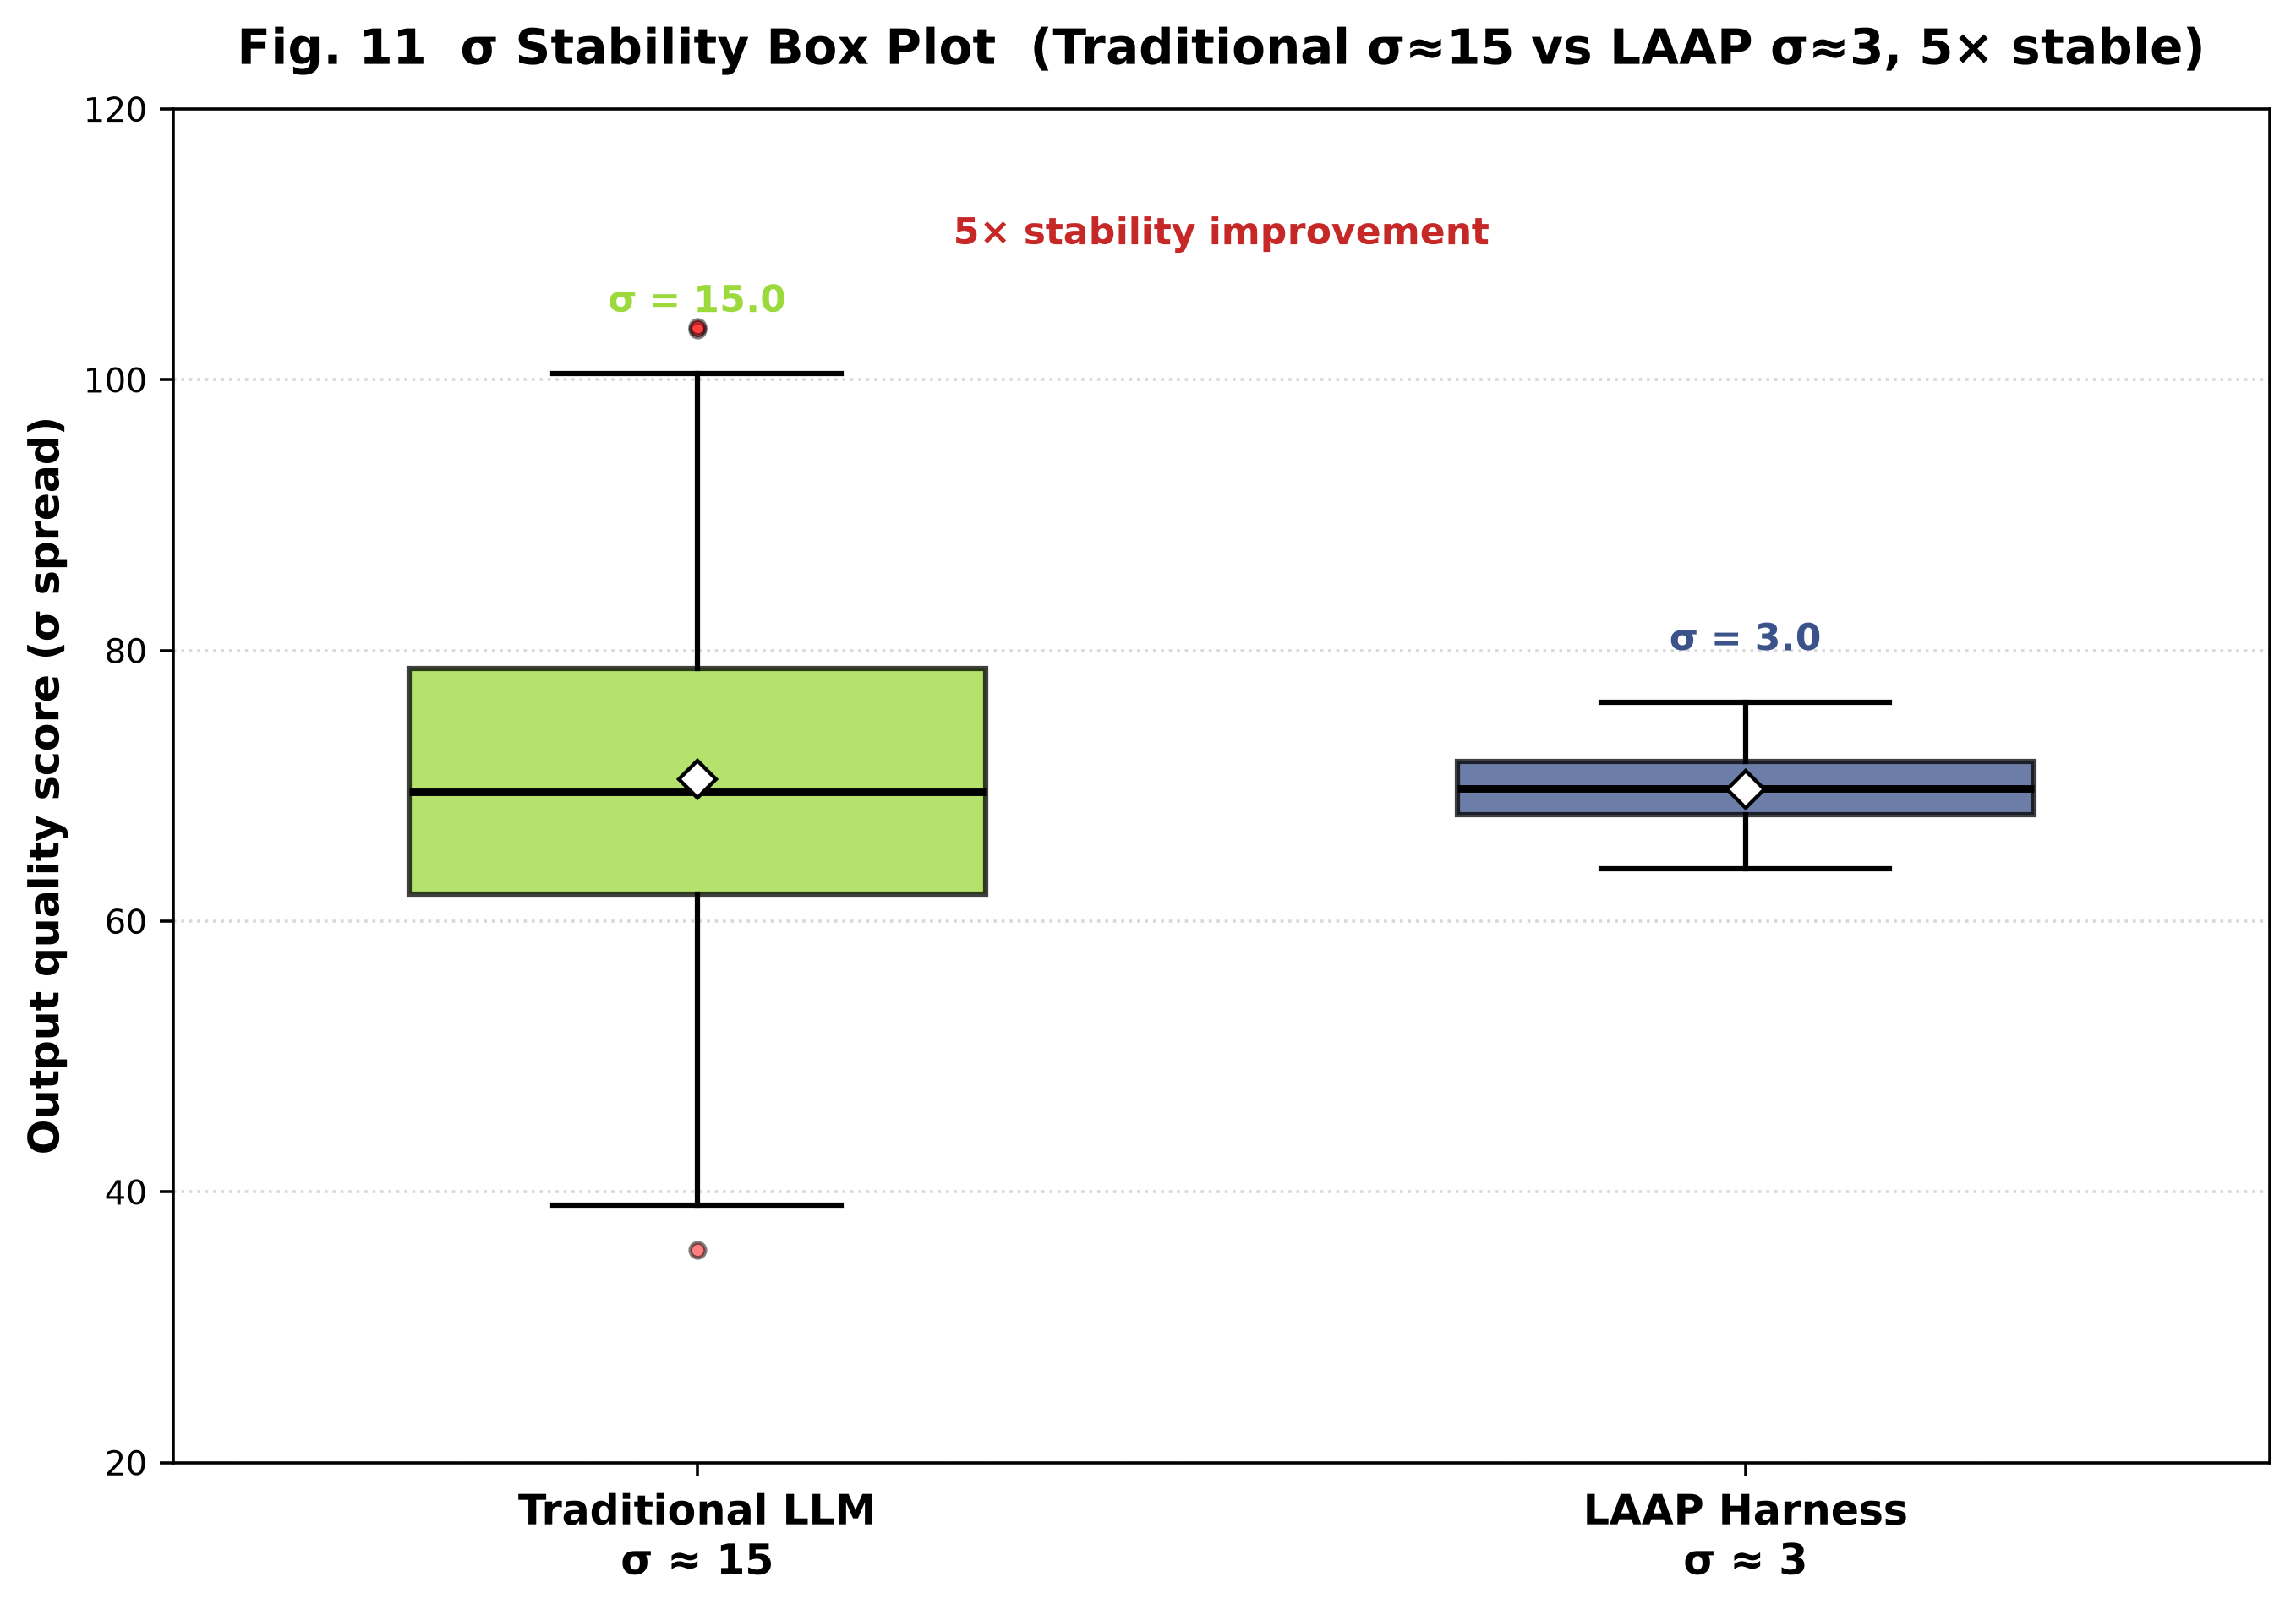 Fig. 11  σ Stability Box Plot  (Traditional σ≈15 vs LAAP σ≈3, 5× stable)
120
100
80
60
40
20
Output quality score (σ spread)
5× stability improvement
σ = 15.0
σ = 3.0
Traditional LLM
σ ≈ 15
LAAP Harness
σ ≈ 3